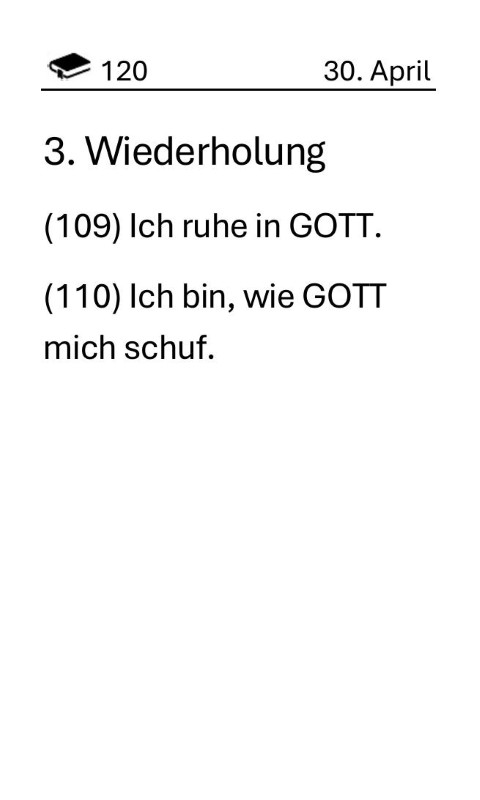 120 30. April
3. Wiederholung
(109) Ich ruhe in GOTT.
(110) Ich bin, wie GOTT
mich schuf.